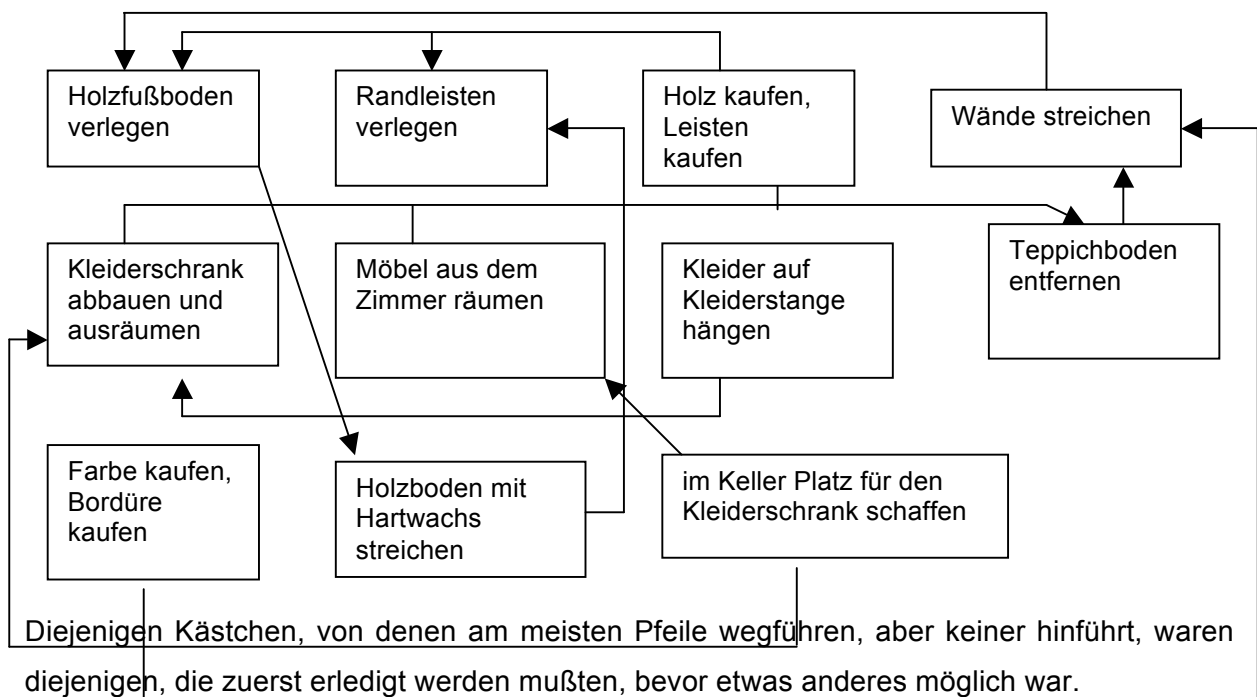 Holzfußboden
verlegen
Randleisten
verlegen
Holz kaufen,
Leisten
kaufen
Wände streichen
Kleiderschrank
abbauen und
ausräumen
Möbel aus dem
Zimmer räumen
Kleider auf
Kleiderstange
hängen
Teppichboden
entfernen
Farbe kaufen,
Bordüre
kaufen
Holzboden mit
Hartwachs
streichen
im Keller Platz für den
Kleiderschrank schaffen
Diejenigen Kästchen, von denen am meisten Pfeile wegführen, aber keiner hinführt, waren
diejenigen, die zuerst erledigt werden mußten, bevor etwas anderes möglich war.